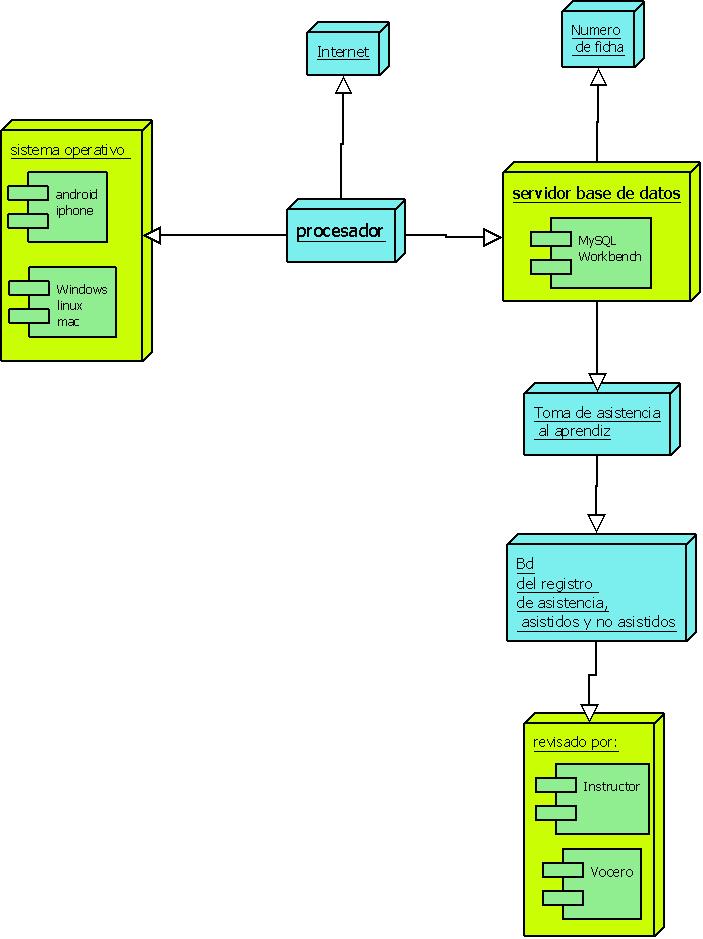 Internet
Numero
de ficha
sistema operativo
android
iphone
Windows
linux
mac
procesador
servidor base de datos
MySQL
Workbench
Toma de asistencia
al aprendiz
Bd
del registro
de asistencia,
asistidos y no asistidos
revisado por:
Instructor
Vocero